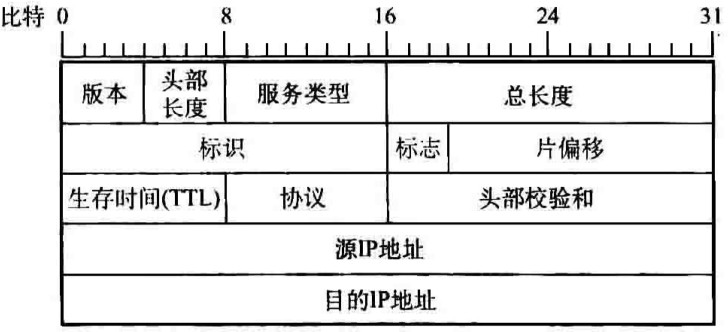 比特 0 8 16 24 31
版本 头部长度 服务类型 总长度
标识 标志 片偏移
生存时间(TTL) 协议 头部校验和
源IP地址
目的IP地址